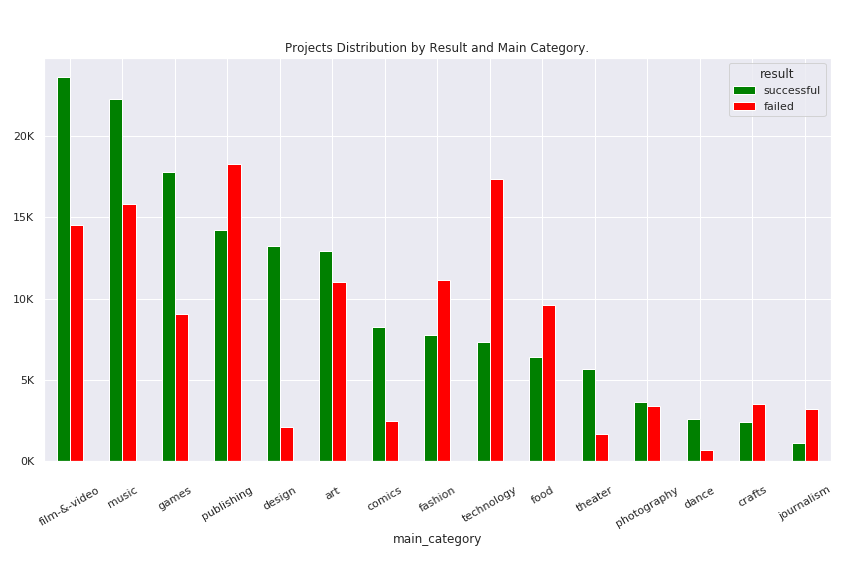 Projects Distribution by Result and Main Category.
result
successful
failed
20K
15K
10K
5K
0K
film-&-video
music
games
publishing
design
art
comics
fashion
technology
food
theater
photography
dance
crafts
journalism
main_category